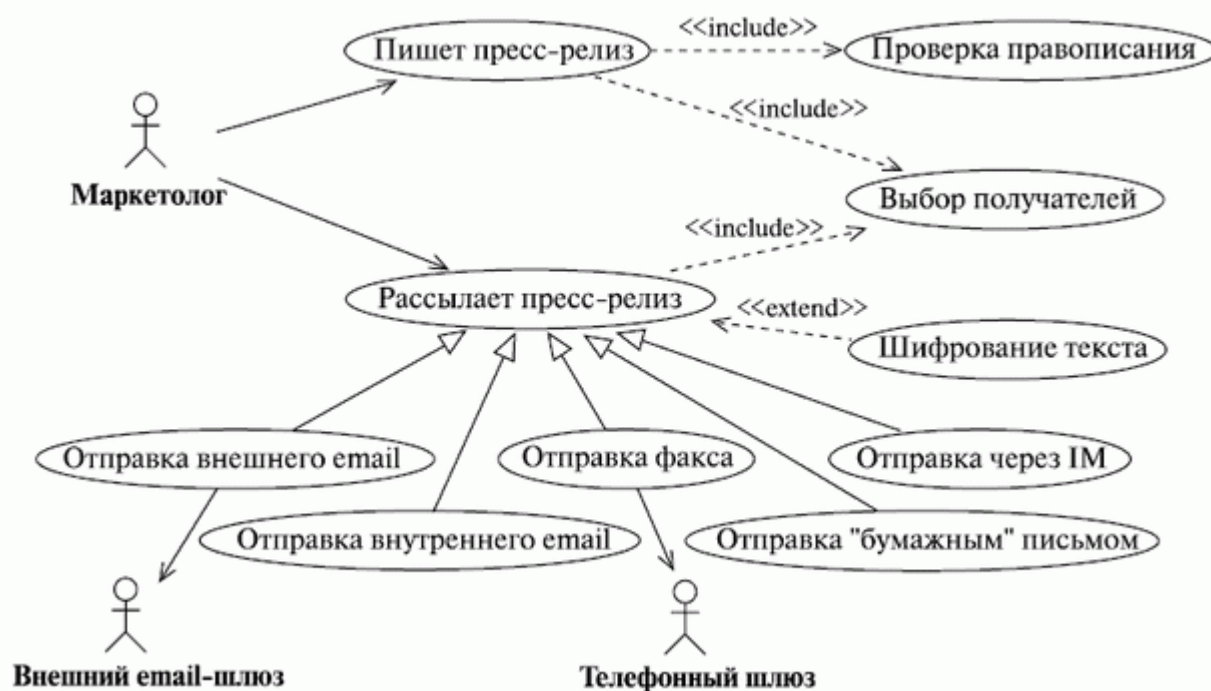 Пишет пресс-релиз
<<include>>
Проверка правописания
<<include>>
Маркетолог
Выбор получателей
<<include>>
Рассылает пресс-релиз
<<extend>>
Шифрование текста
Отправка внешнего email
Отправка факса
Отправка через IM
Отправка внутреннего email
Отправка "бумажным" письмом
Внешний email-шлюз
Телефонный шлюз